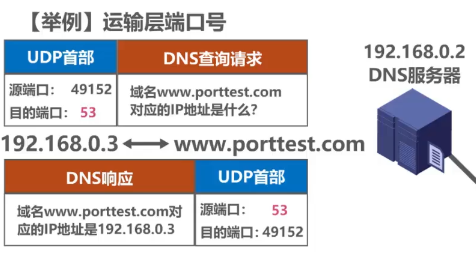 【举例】运输层端口号
UDP首部 DNS查询请求
源端口： 49152
目的端口： 53
域名www.porttest.com
对应的IP地址是什么？
192.168.0.2
DNS服务器
192.168.0.3 www.porttest.com
DNS响应 UDP首部
域名www.porttest.com对
应的IP地址是192.168.0.3
源端口： 53
目的端口：49152